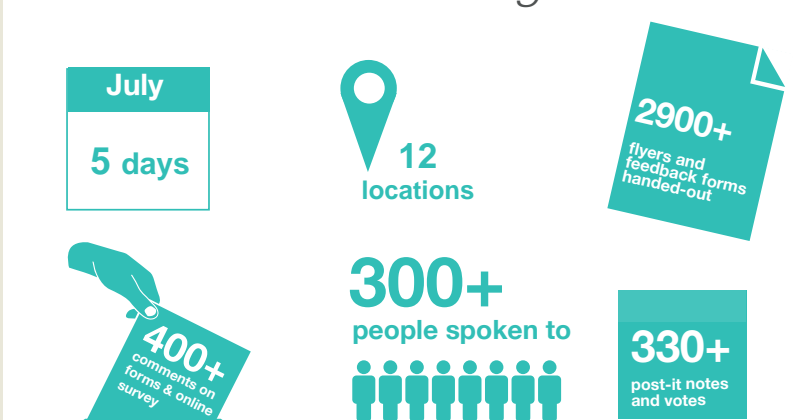 July
5 days
12
locations
2900+
flyers and
feedback forms
handed-out
400+
comments on
forms & online
survey
300+
people spoken to
330+
post-it notes
and votes